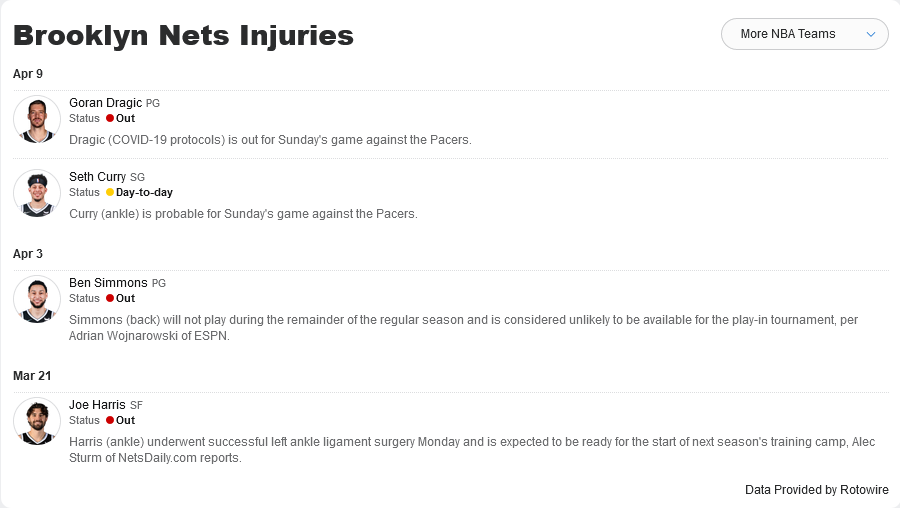 Brooklyn Nets Injuries
More NBA Teams
Apr 9
Goran Dragic PG
Status Out
Dragic (COVID-19 protocols) is out for Sunday's game against the Pacers.
Seth Curry SG
Status Day-to-day
Curry (ankle) is probable for Sunday's game against the Pacers.
Apr 3
Ben Simmons PG
Status Out
Simmons (back) will not play during the remainder of the regular season and is considered unlikely to be available for the play-in tournament, per
Adrian Wojnarowski of ESPN.
Mar 21
Joe Harris SF
Status Out
Harris (ankle) underwent successful left ankle ligament surgery Monday and is expected to be ready for the start of next season's training camp, Alec
Sturm of NetsDaily.com reports.
Data Provided by Rotowire